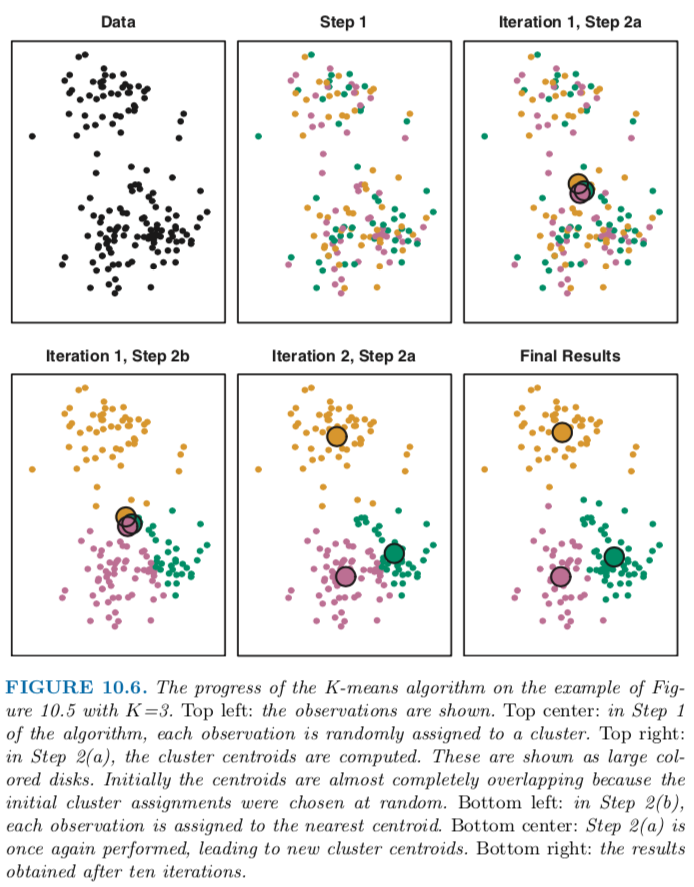 Data
Step 1
Iteration 1, Step 2a
Iteration 1, Step 2b
Iteration 2, Step 2a
Final Results
FIGURE 10.6. The progress of the K-means algorithm on the example of Fig-
ure 10.5 with K=3. Top left: the observations are shown. Top center: in Step 1
of the algorithm, each observation is randomly assigned to a cluster. Top right:
in Step 2(a), the cluster centroids are computed. These are shown as large col-
ored disks. Initially the centroids are almost completely overlapping because the
initial cluster assignments were chosen at random. Bottom left: in Step 2(b),
each observation is assigned to the nearest centroid. Bottom center: Step 2(a) is
once again performed, leading to new cluster centroids. Bottom right: the results
obtained after ten iterations.